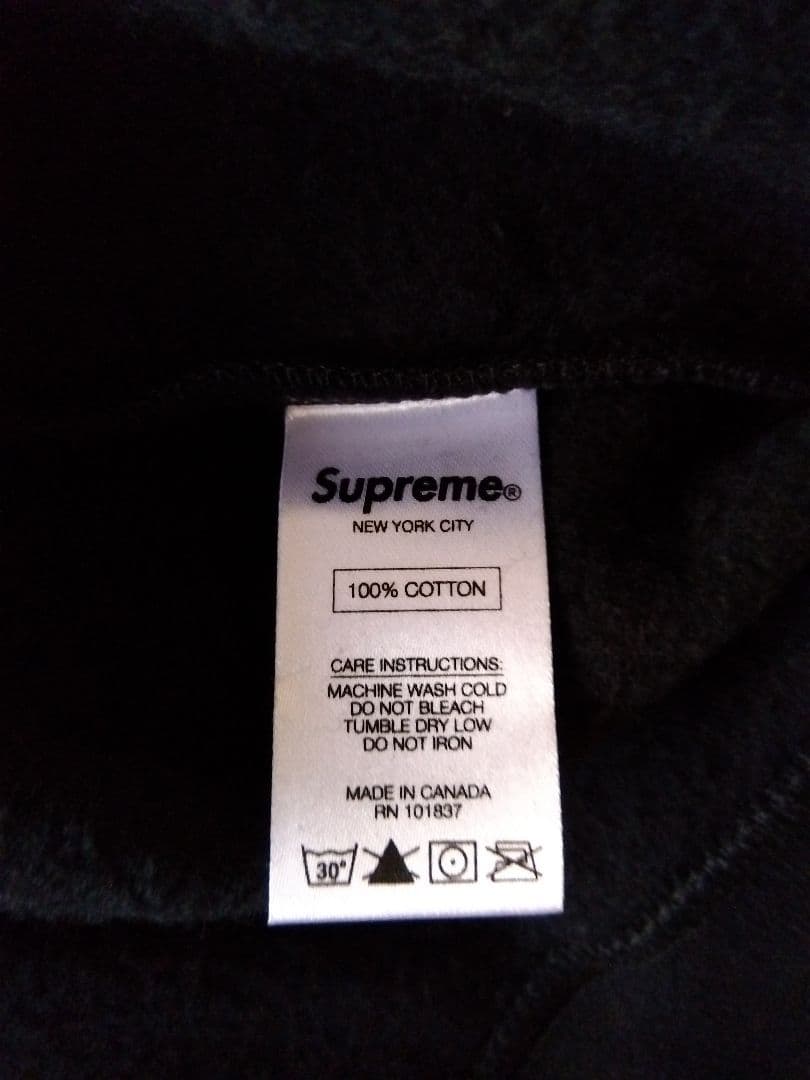 Supreme®
NEW YORK CITY
100% COTTON
CARE INSTRUCTIONS:
MACHINE WASH COLD
DO NOT BLEACH
TUMBLE DRY LOW
DO NOT IRON
MADE IN CANADA
RN 101837
30°